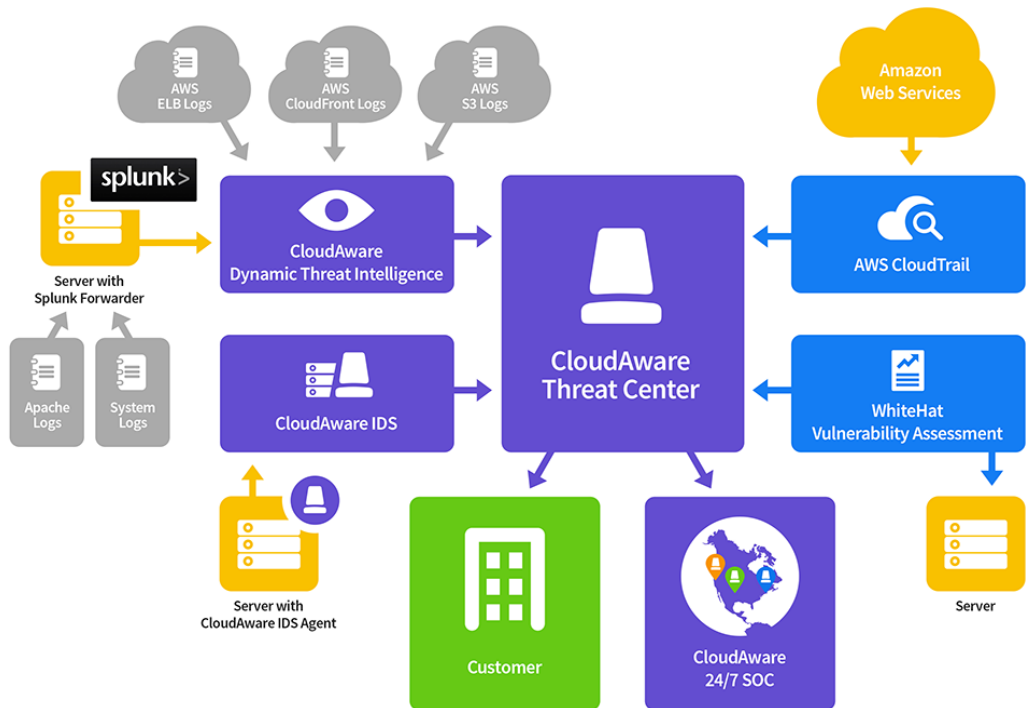 AWS
ELB Logs
AWS
CloudFront Logs
AWS
S3 Logs
Amazon
Web Services
splunk>
CloudAware
Dynamic Threat Intelligence
AWS CloudTrail
Server with
Splunk Forwarder
CloudAware
Threat Center
Apache
Logs
System
Logs
CloudAware IDS
WhiteHat
Vulnerability Assessment
Server with
CloudAware IDS Agent
Customer
CloudAware
24/7 SOC
Server